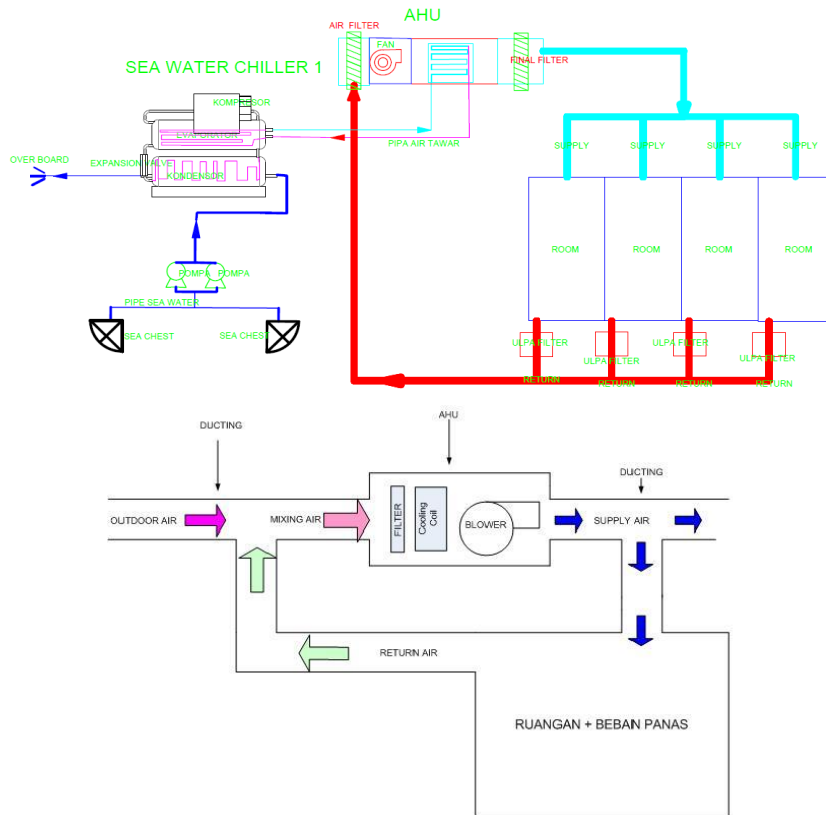 AHU
AIR FILTER
FAN
FINAL FILTER
SEA WATER CHILLER 1
KOMPRESOR
EVAPORATOR
PIPA AIR TAWAR
OVER BOARD
EXPANSION VALVE
KONDENSOR
SUPPLY SUPPLY SUPPLY SUPPLY
ROOM ROOM ROOM ROOM
POMPA POMPA
PIPE SEA WATER
SEA CHEST SEA CHEST
ULPA FILTER ULPA FILTER ULPA FILTER ULPA FILTER
RETURN RETURN RETURN RETURN
AHU
DUCTING
DUCTING
OUTDOOR AIR
MIXING AIR
FILTER
Cooling
Coil
BLOWER
SUPPLY AIR
RETURN AIR
RUANGAN + BEBAIN PANAS